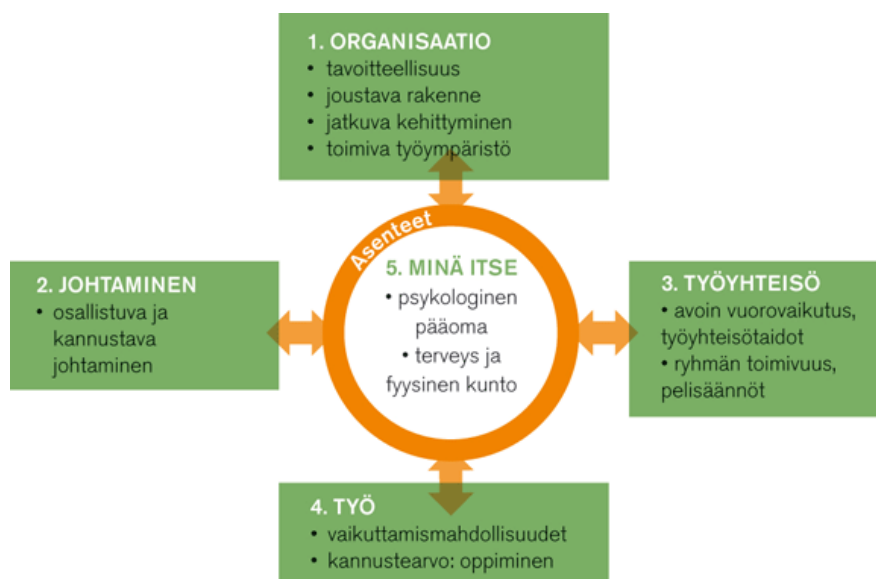 1. ORGANISAATIO
• tavoitteellisuus
• joustava rakenne
• jatkuva kehittyminen
• toimiva työympäristö
Asenteet
5. MINÄ ITSE
• psykologinen
pääoma
• terveys ja
fyysinen kunto
2. JOHTAMINEN
• osallistuva ja
kannustava
johtaminen
3. TYÖYHTEISÖ
• avoin vuorovaikutus,
työyhteisötaidot
• ryhmän toimivuus,
pelisäännöt
4. TYÖ
• vaikuttamismahdollisuudet
• kannustearvo: oppiminen